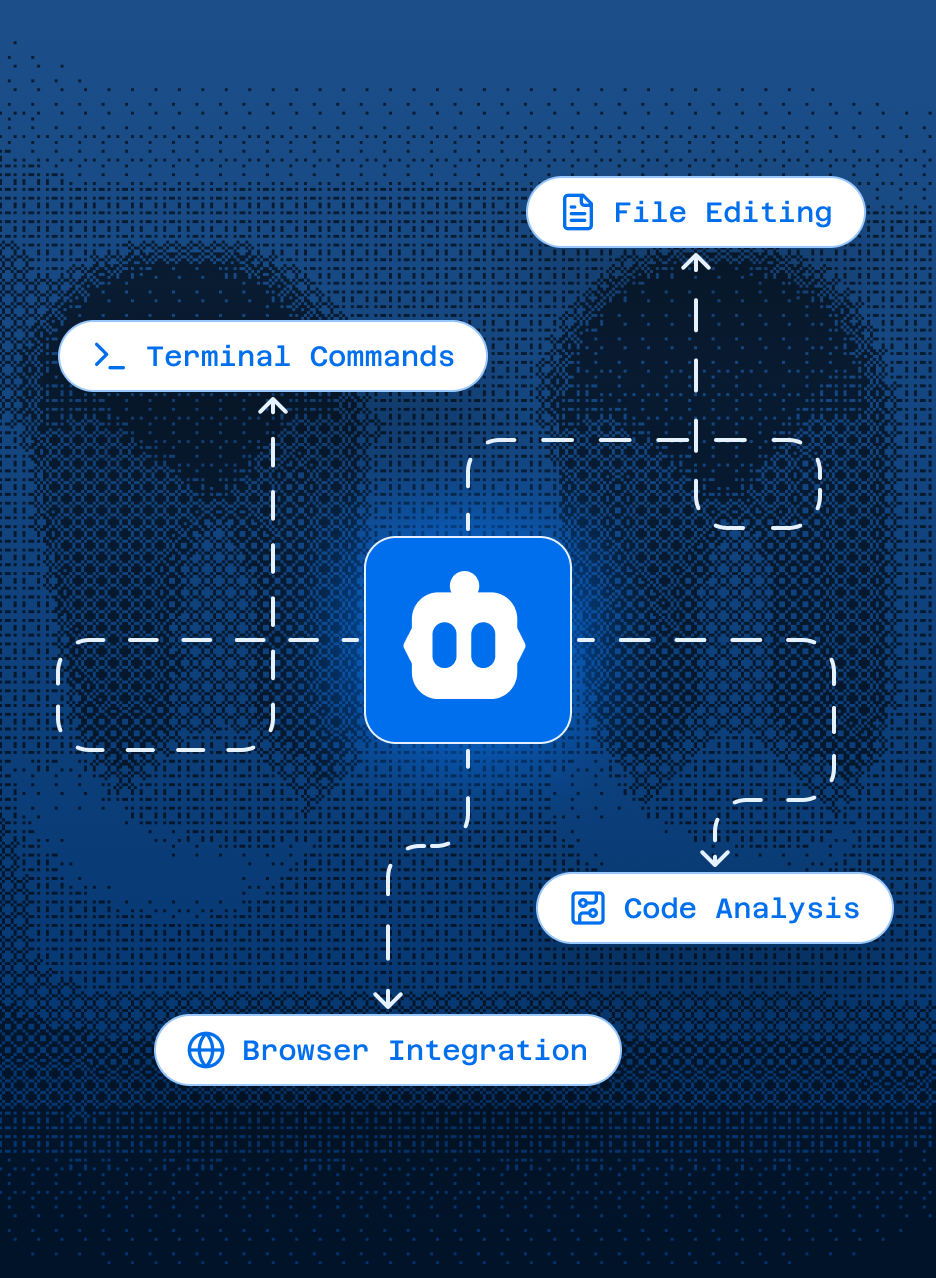 File Editing
Terminal Commands
Code Analysis
Browser Integration